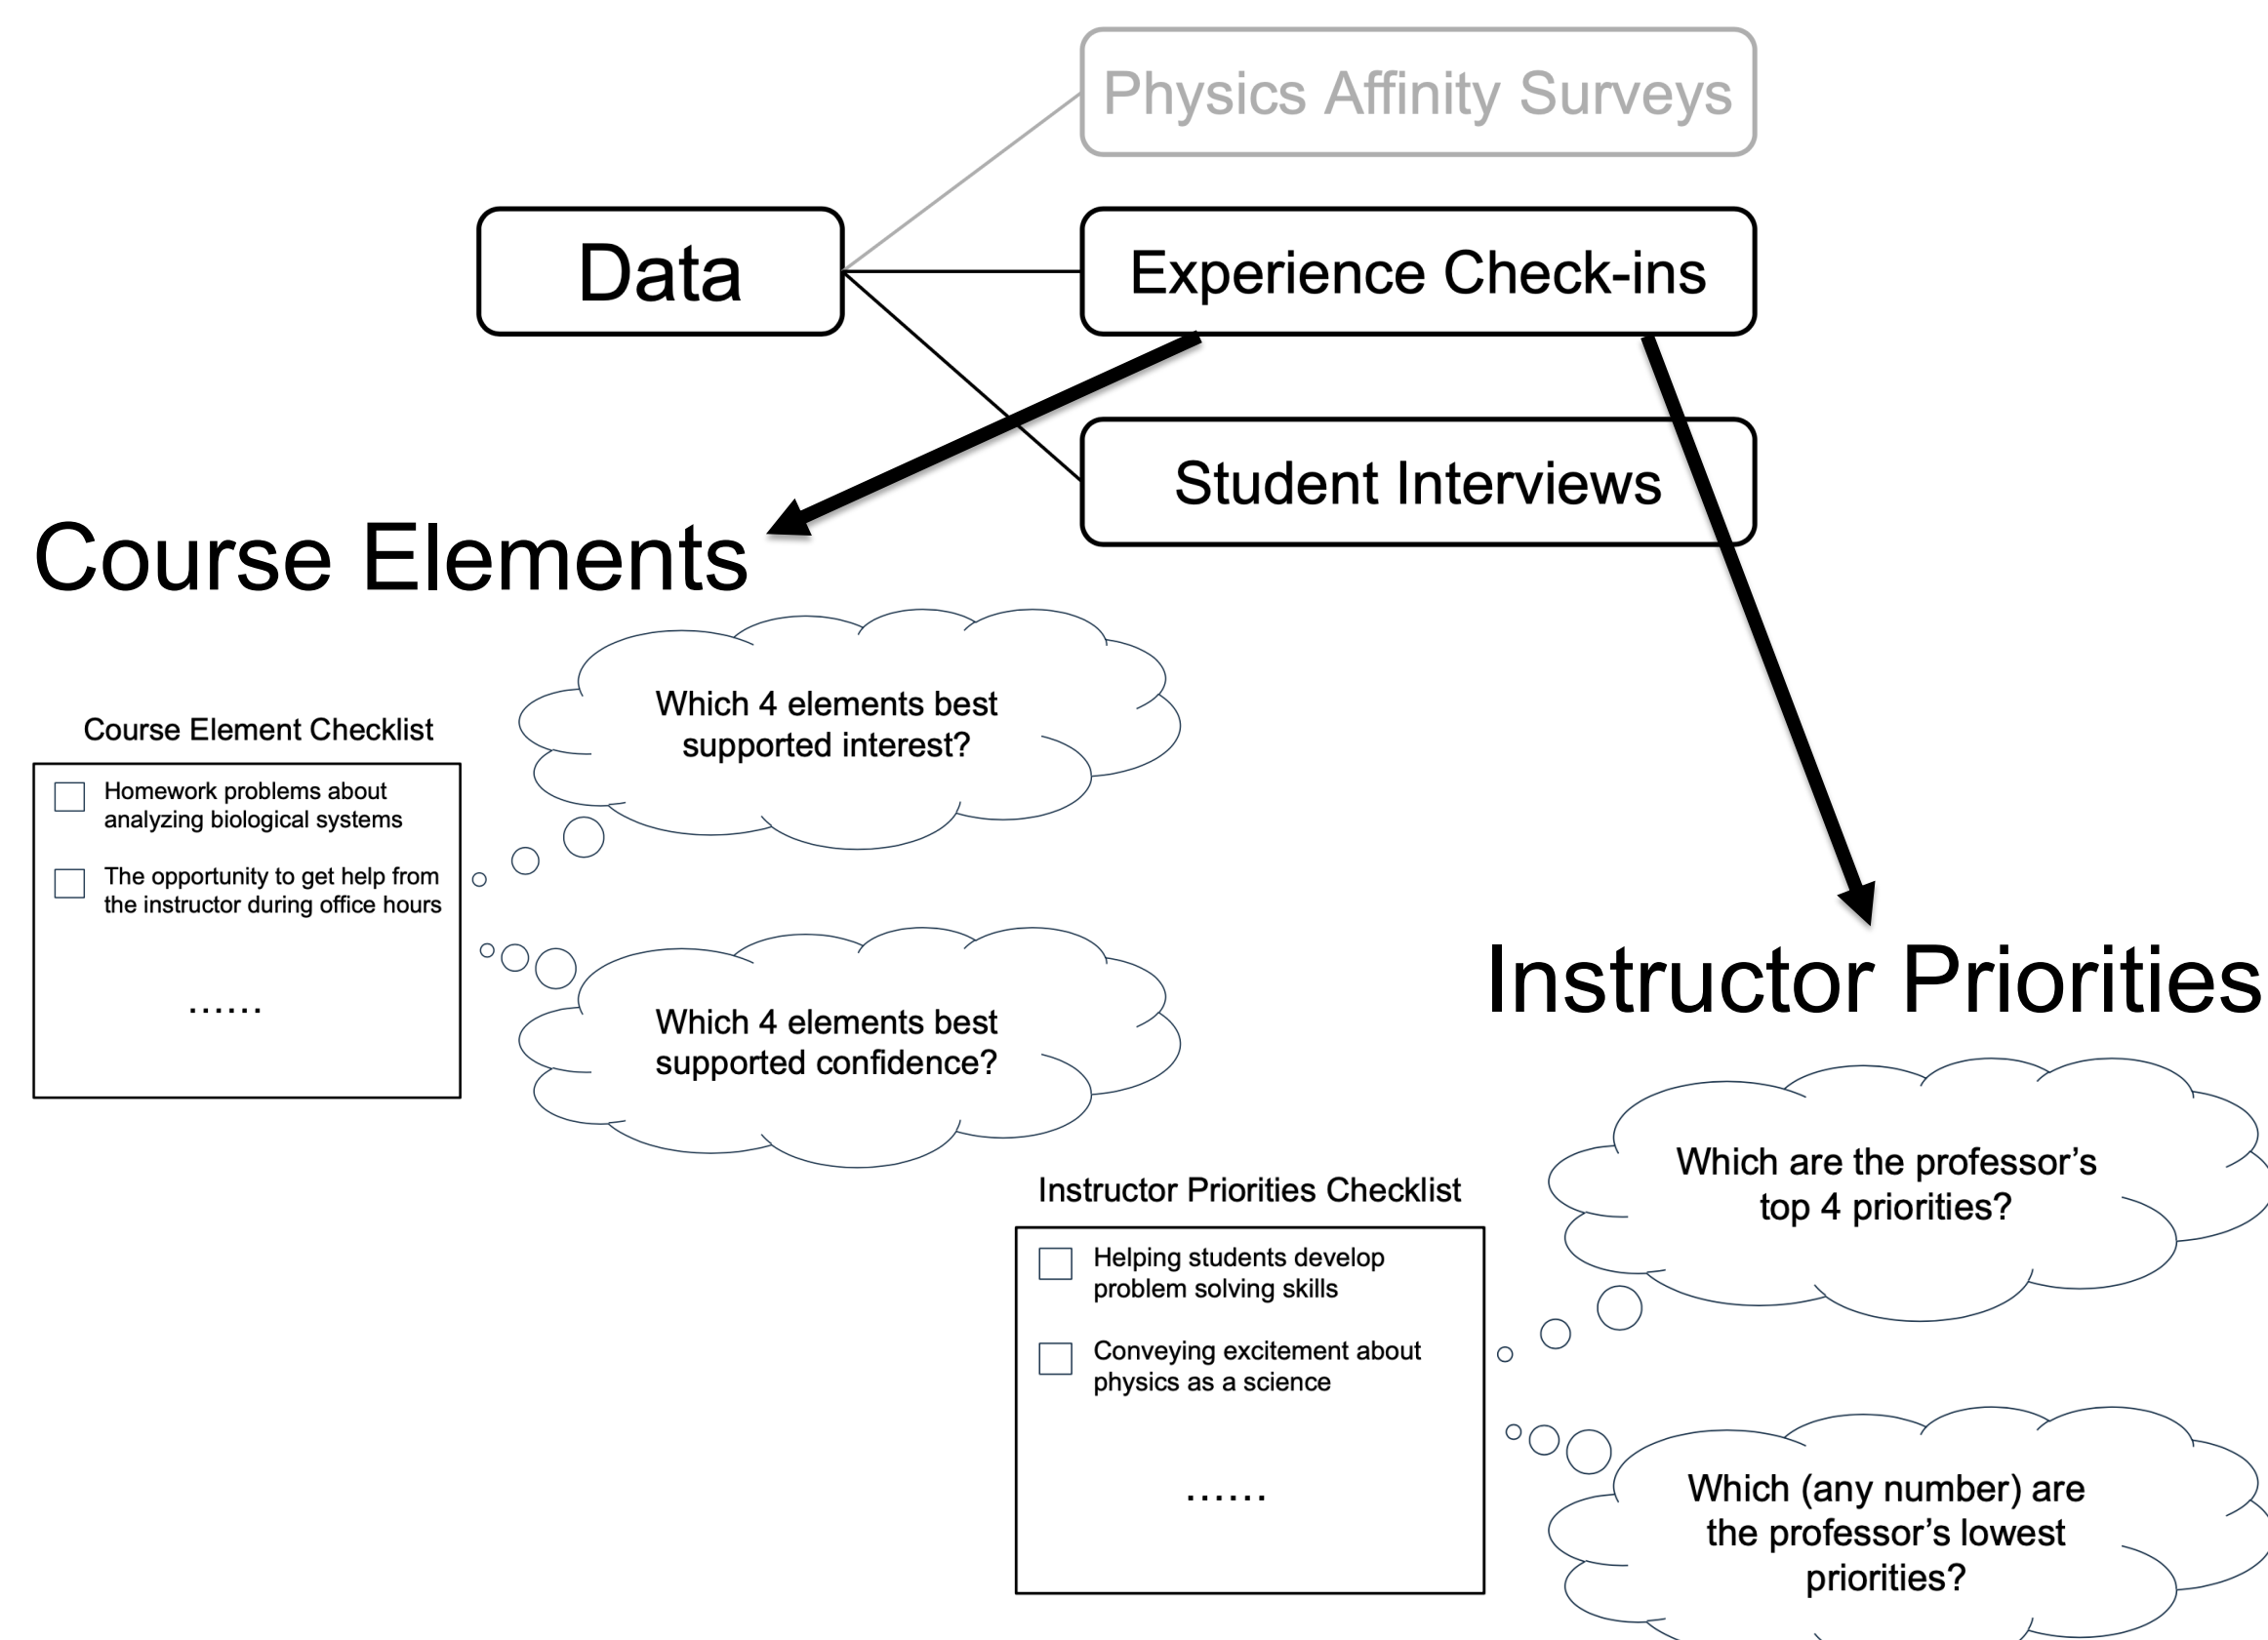 Physics Affinity Surveys
Data
Experience Check-ins
Student Interviews
Course Elements
Which 4 elements best
supported interest?
Course Element Checklist
Homework problems about
analyzing biological systems
The opportunity to get help from
the instructor during office hours
......
Which 4 elements best
supported confidence?
Instructor Priorities
Which are the professor’s
top 4 priorities?
Instructor Priorities Checklist
Helping students develop
problem solving skills
Conveying excitement about
physics as a science
......
Which (any number) are
the professor’s lowest
priorities?